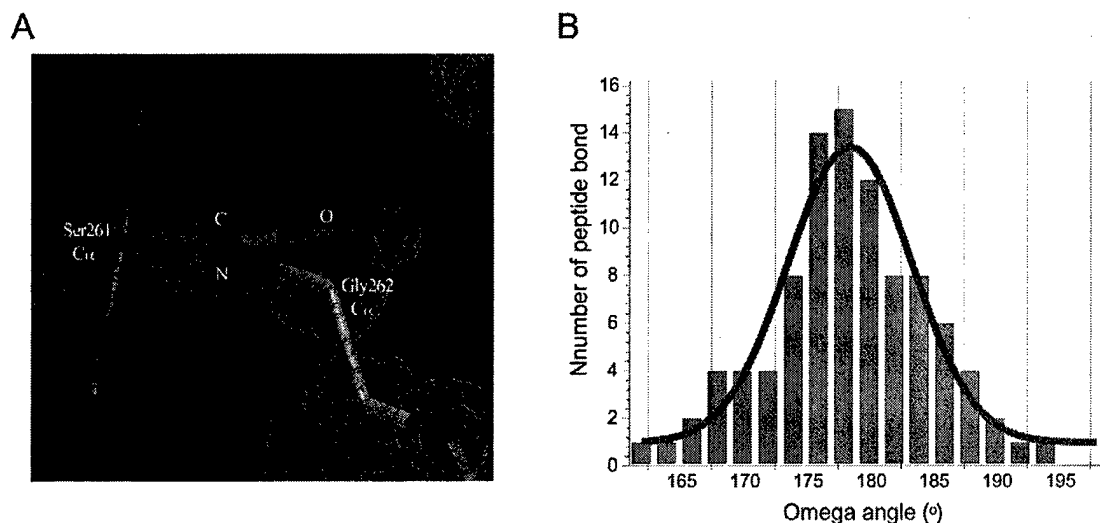 A
B
Ser261
Cα
C
O
N
Gly262
Cα
Nnumber of peptide bond
16
14
12
10
8
6
4
2
0
165
170
175
180
185
190
195
Omega angle (º)